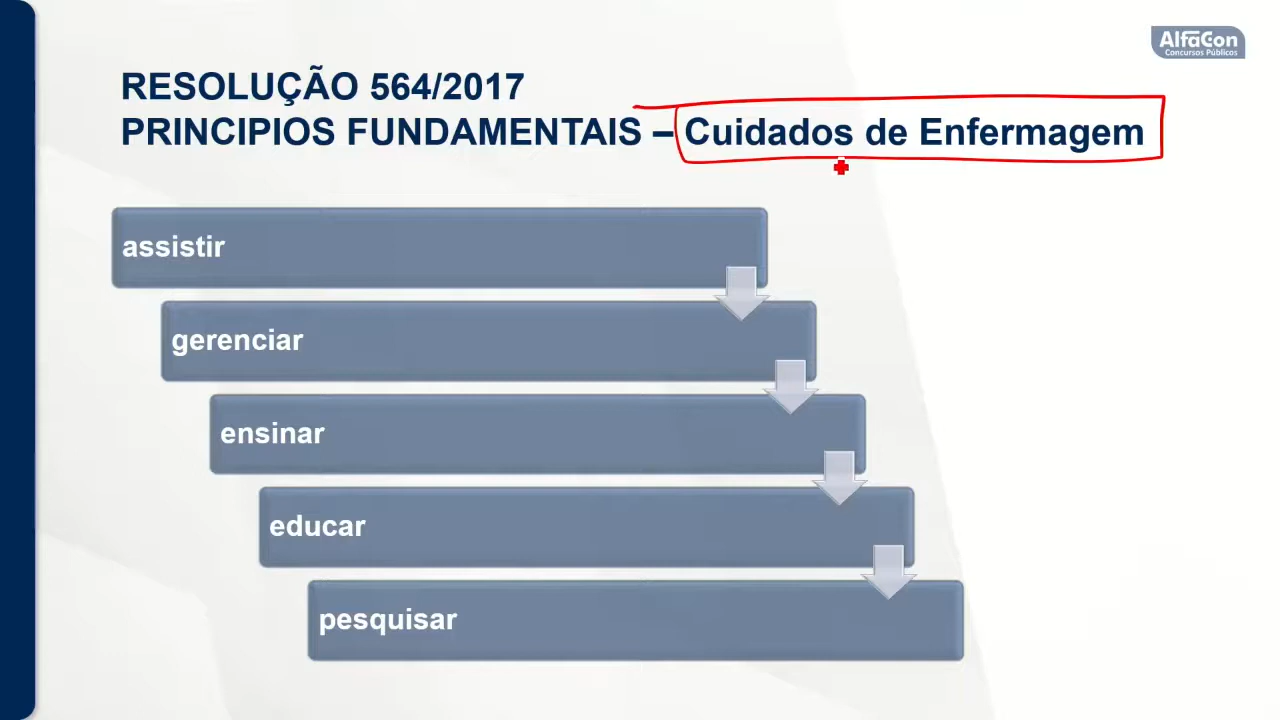 AlfaCon
Concursos Públicos
RESOLUÇÃO 564/2017
PRINCIPIOS FUNDAMENTAIS – Cuidados de Enfermagem
assistir
gerenciar
ensinar
educar
pesquisar